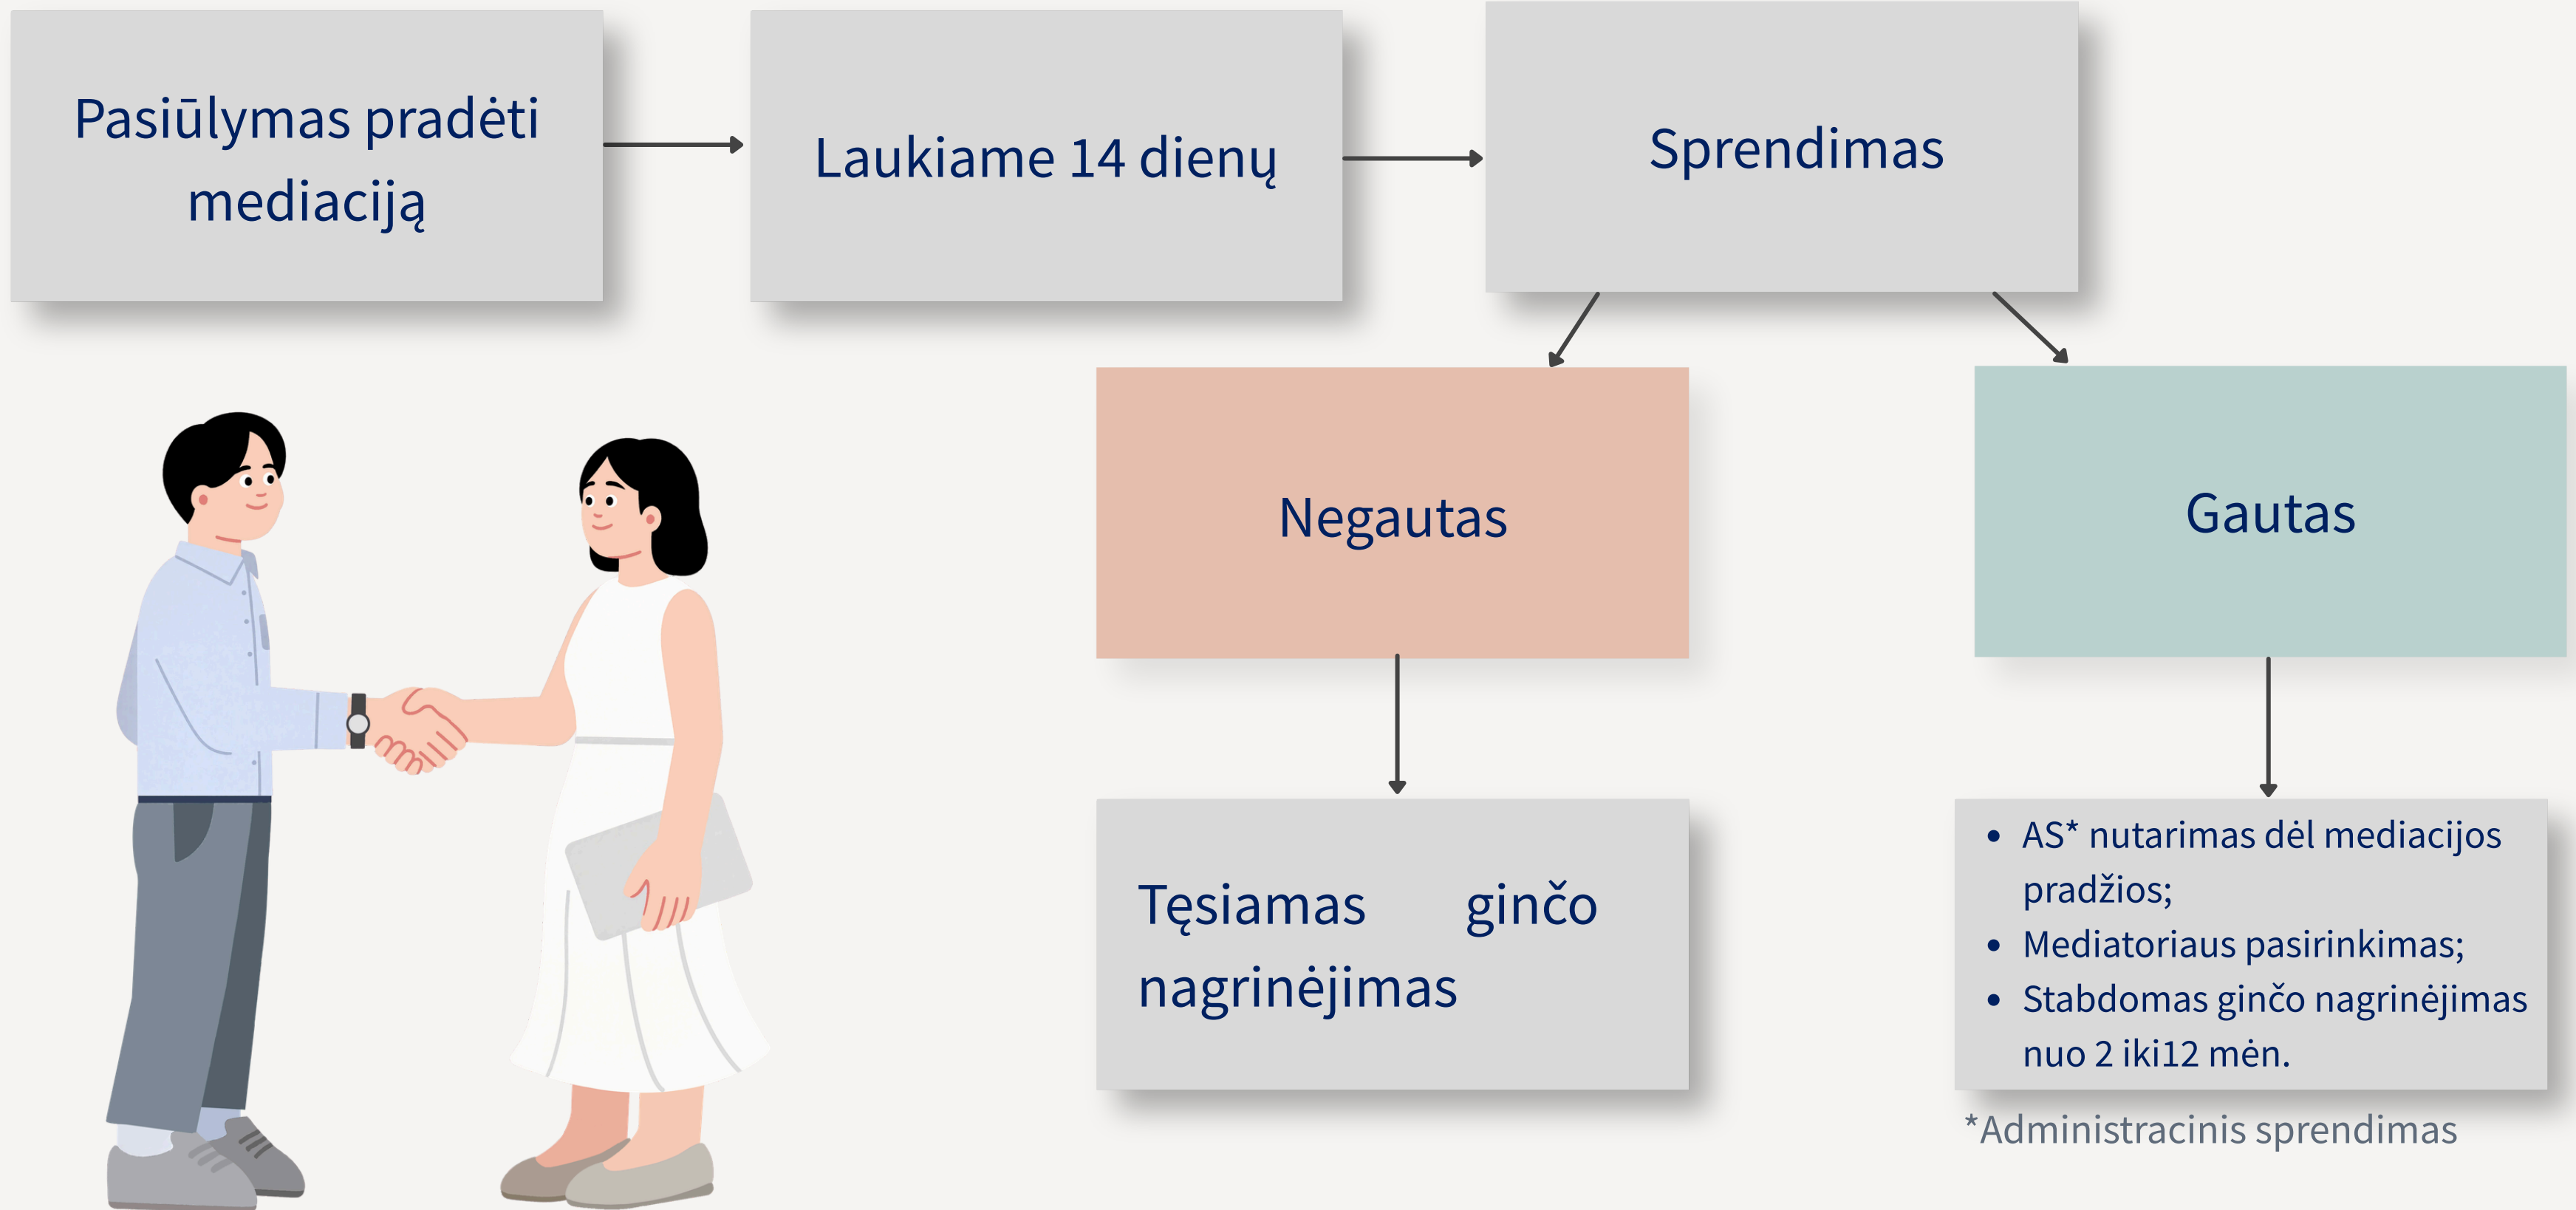 Pasiūlymas pradėti
mediaciją
Laukiame 14 dienų
Sprendimas
Negautas
Gautas
Tęsiamas ginčo
nagrinėjimas
• AS* nutarimas dėl mediacijos
pradžios;
• Mediatoriaus pasirinkimas;
• Stabdomas ginčo nagrinėjimas
nuo 2 iki12 mėn.
*Administracinis sprendimas